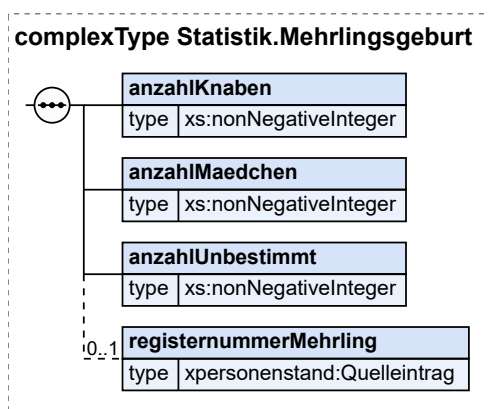 complexType Statistik.Mehrlingsgeburt
anzahlKnaben
type xs:nonNegativeInteger
anzahlMaedchen
type xs:nonNegativeInteger
anzahlUnbestimmt
type xs:nonNegativeInteger
0..1
registernummerMehrling
type xpersonenstand:Quelleintrag